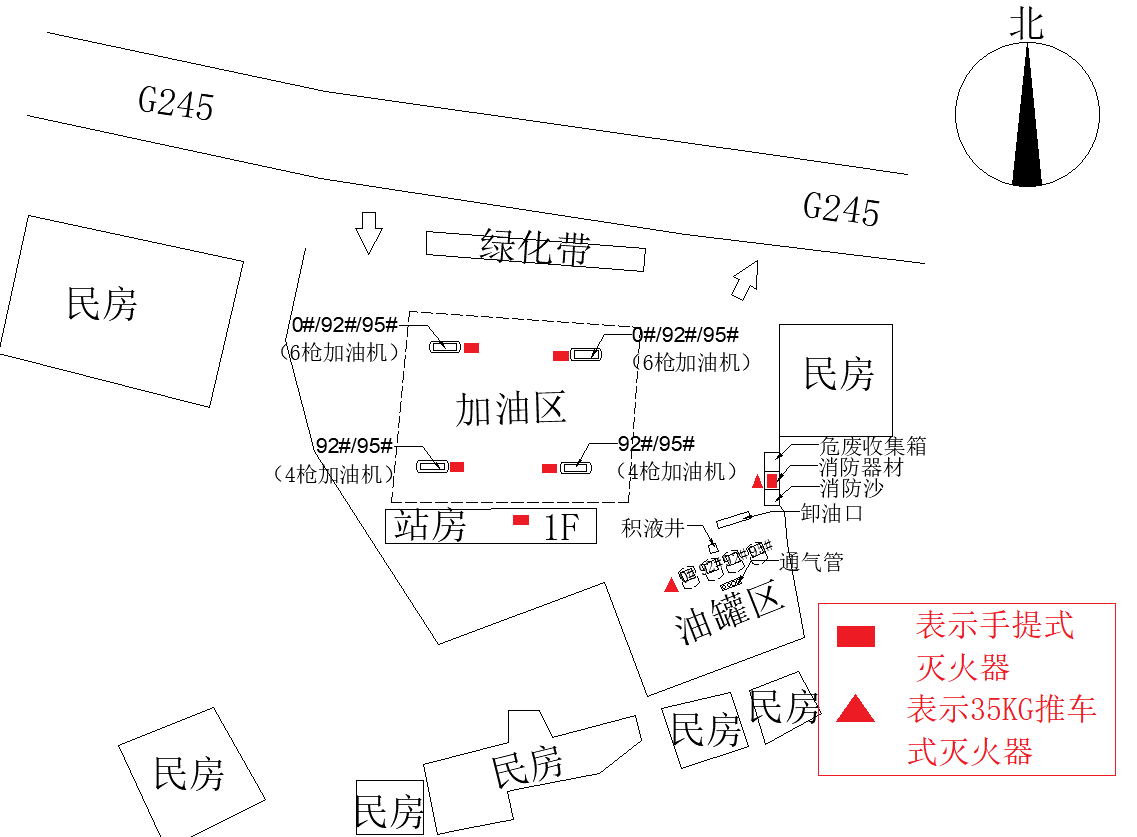 北
G245
G245
绿化带
民房
0#/92#/95#
(6枪加油机)
0#/92#/95#
(6枪加油机)
民房
加油区
92#/95#
(4枪加油机)
92#/95#
(4枪加油机)
危废收集箱
消防器材
消防沙
卸油口
站房
1F
积液井
0#
92#
通气管
油罐区
表示手提式
灭火器
表示35KG推车
式灭火器
民房
民房
民房
民房
民房